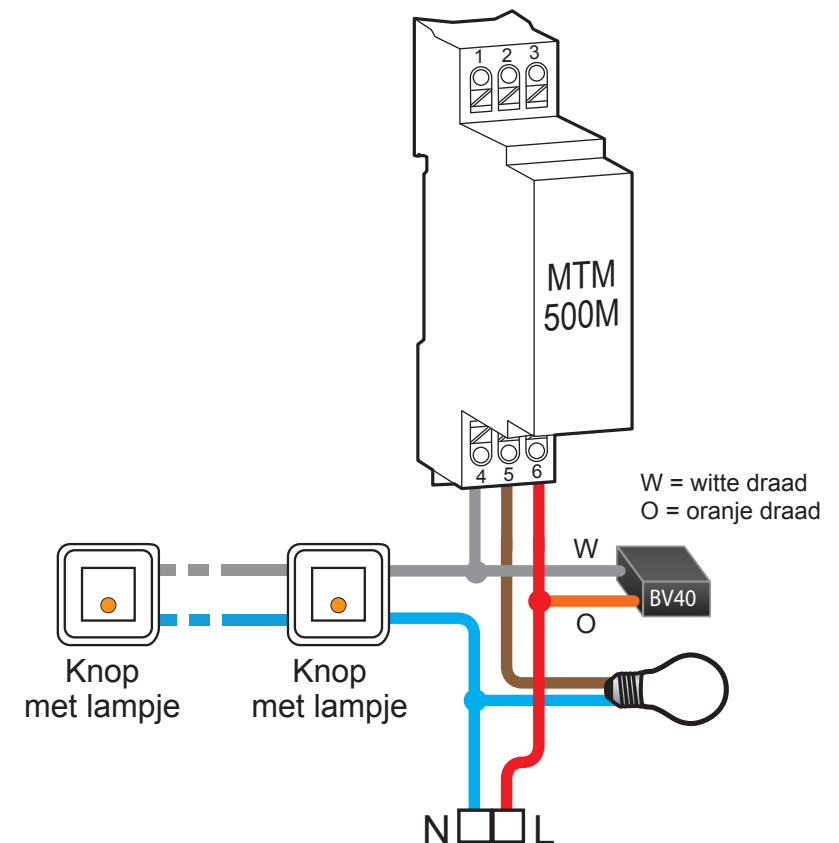 1 2 3
MTM
500M
4 5 6
W = witte draad
O = oranje draad
W
BV40
O
Knop
met lampje
Knop
met lampje
N L